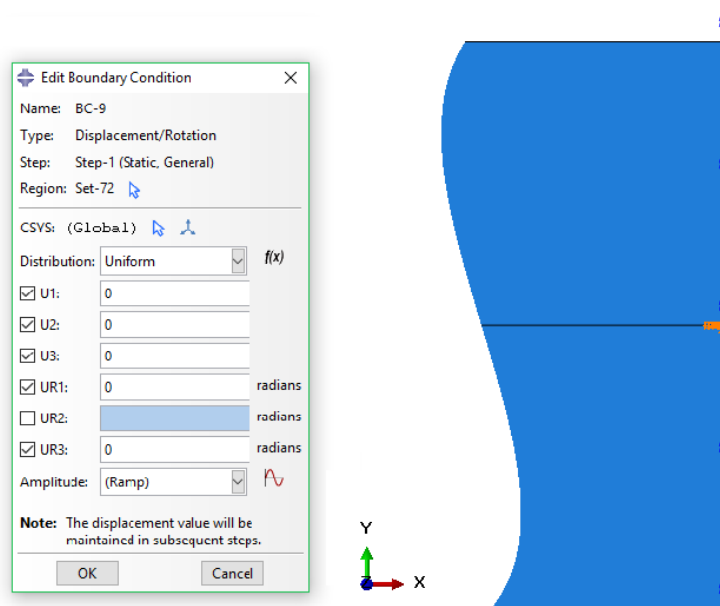 Edit Boundary Condition
Name: BC-9
Type: Displacement/Rotation
Step: Step-1 (Static, General)
Region: Set-72
CSYS: (Global)
Distribution: Uniform f(x)
U1: 0
U2: 0
U3: 0
UR1: 0 radians
UR2: radians
UR3: 0 radians
Amplitude: (Ramp)
Note: The displacement value will be
maintained in subsequent steps.
OK Cancel
Y
Z X